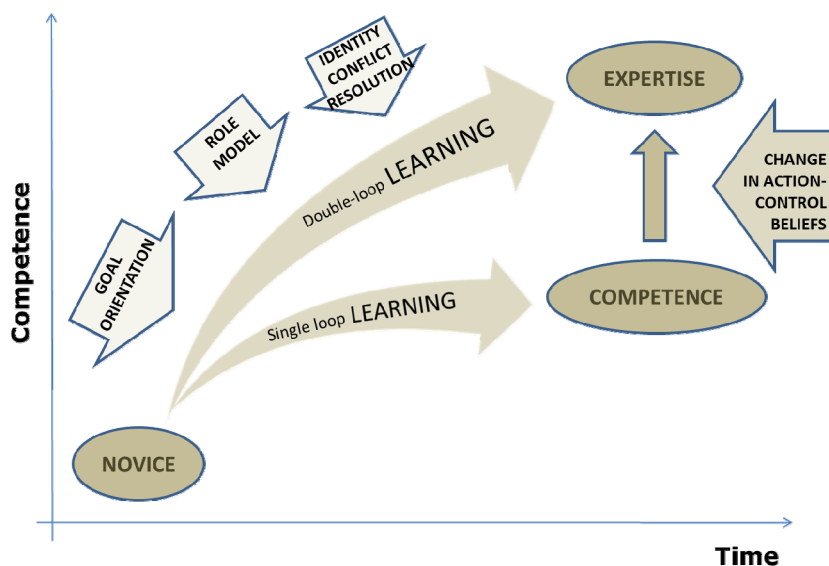 IDENTITY
CONFLICT
RESOLUTION
EXPERTISE
ROLE
MODEL
Double-loop LEARNING
CHANGE
IN ACTION-
CONTROL
BELIEFS
GOAL
ORIENTATION
Single loop LEARNING
COMPETENCE
NOVICE
Competence
Time